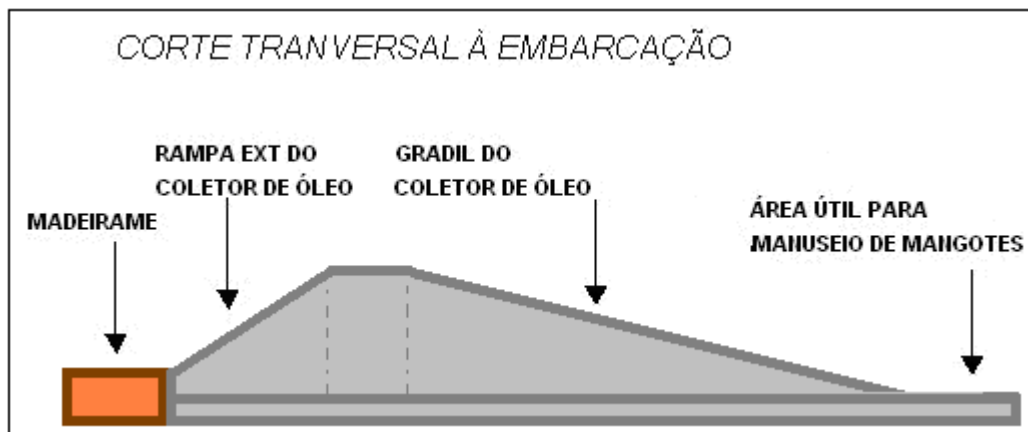 CORTE TRANVERSAL À EMBARCAÇÃO
RAMPA EXT DO
COLETOR DE ÓLEO
GRADIL DO
COLETOR DE ÓLEO
MADEIRAME
ÁREA ÚTIL PARA
MANUSEIO DE MANGOTES